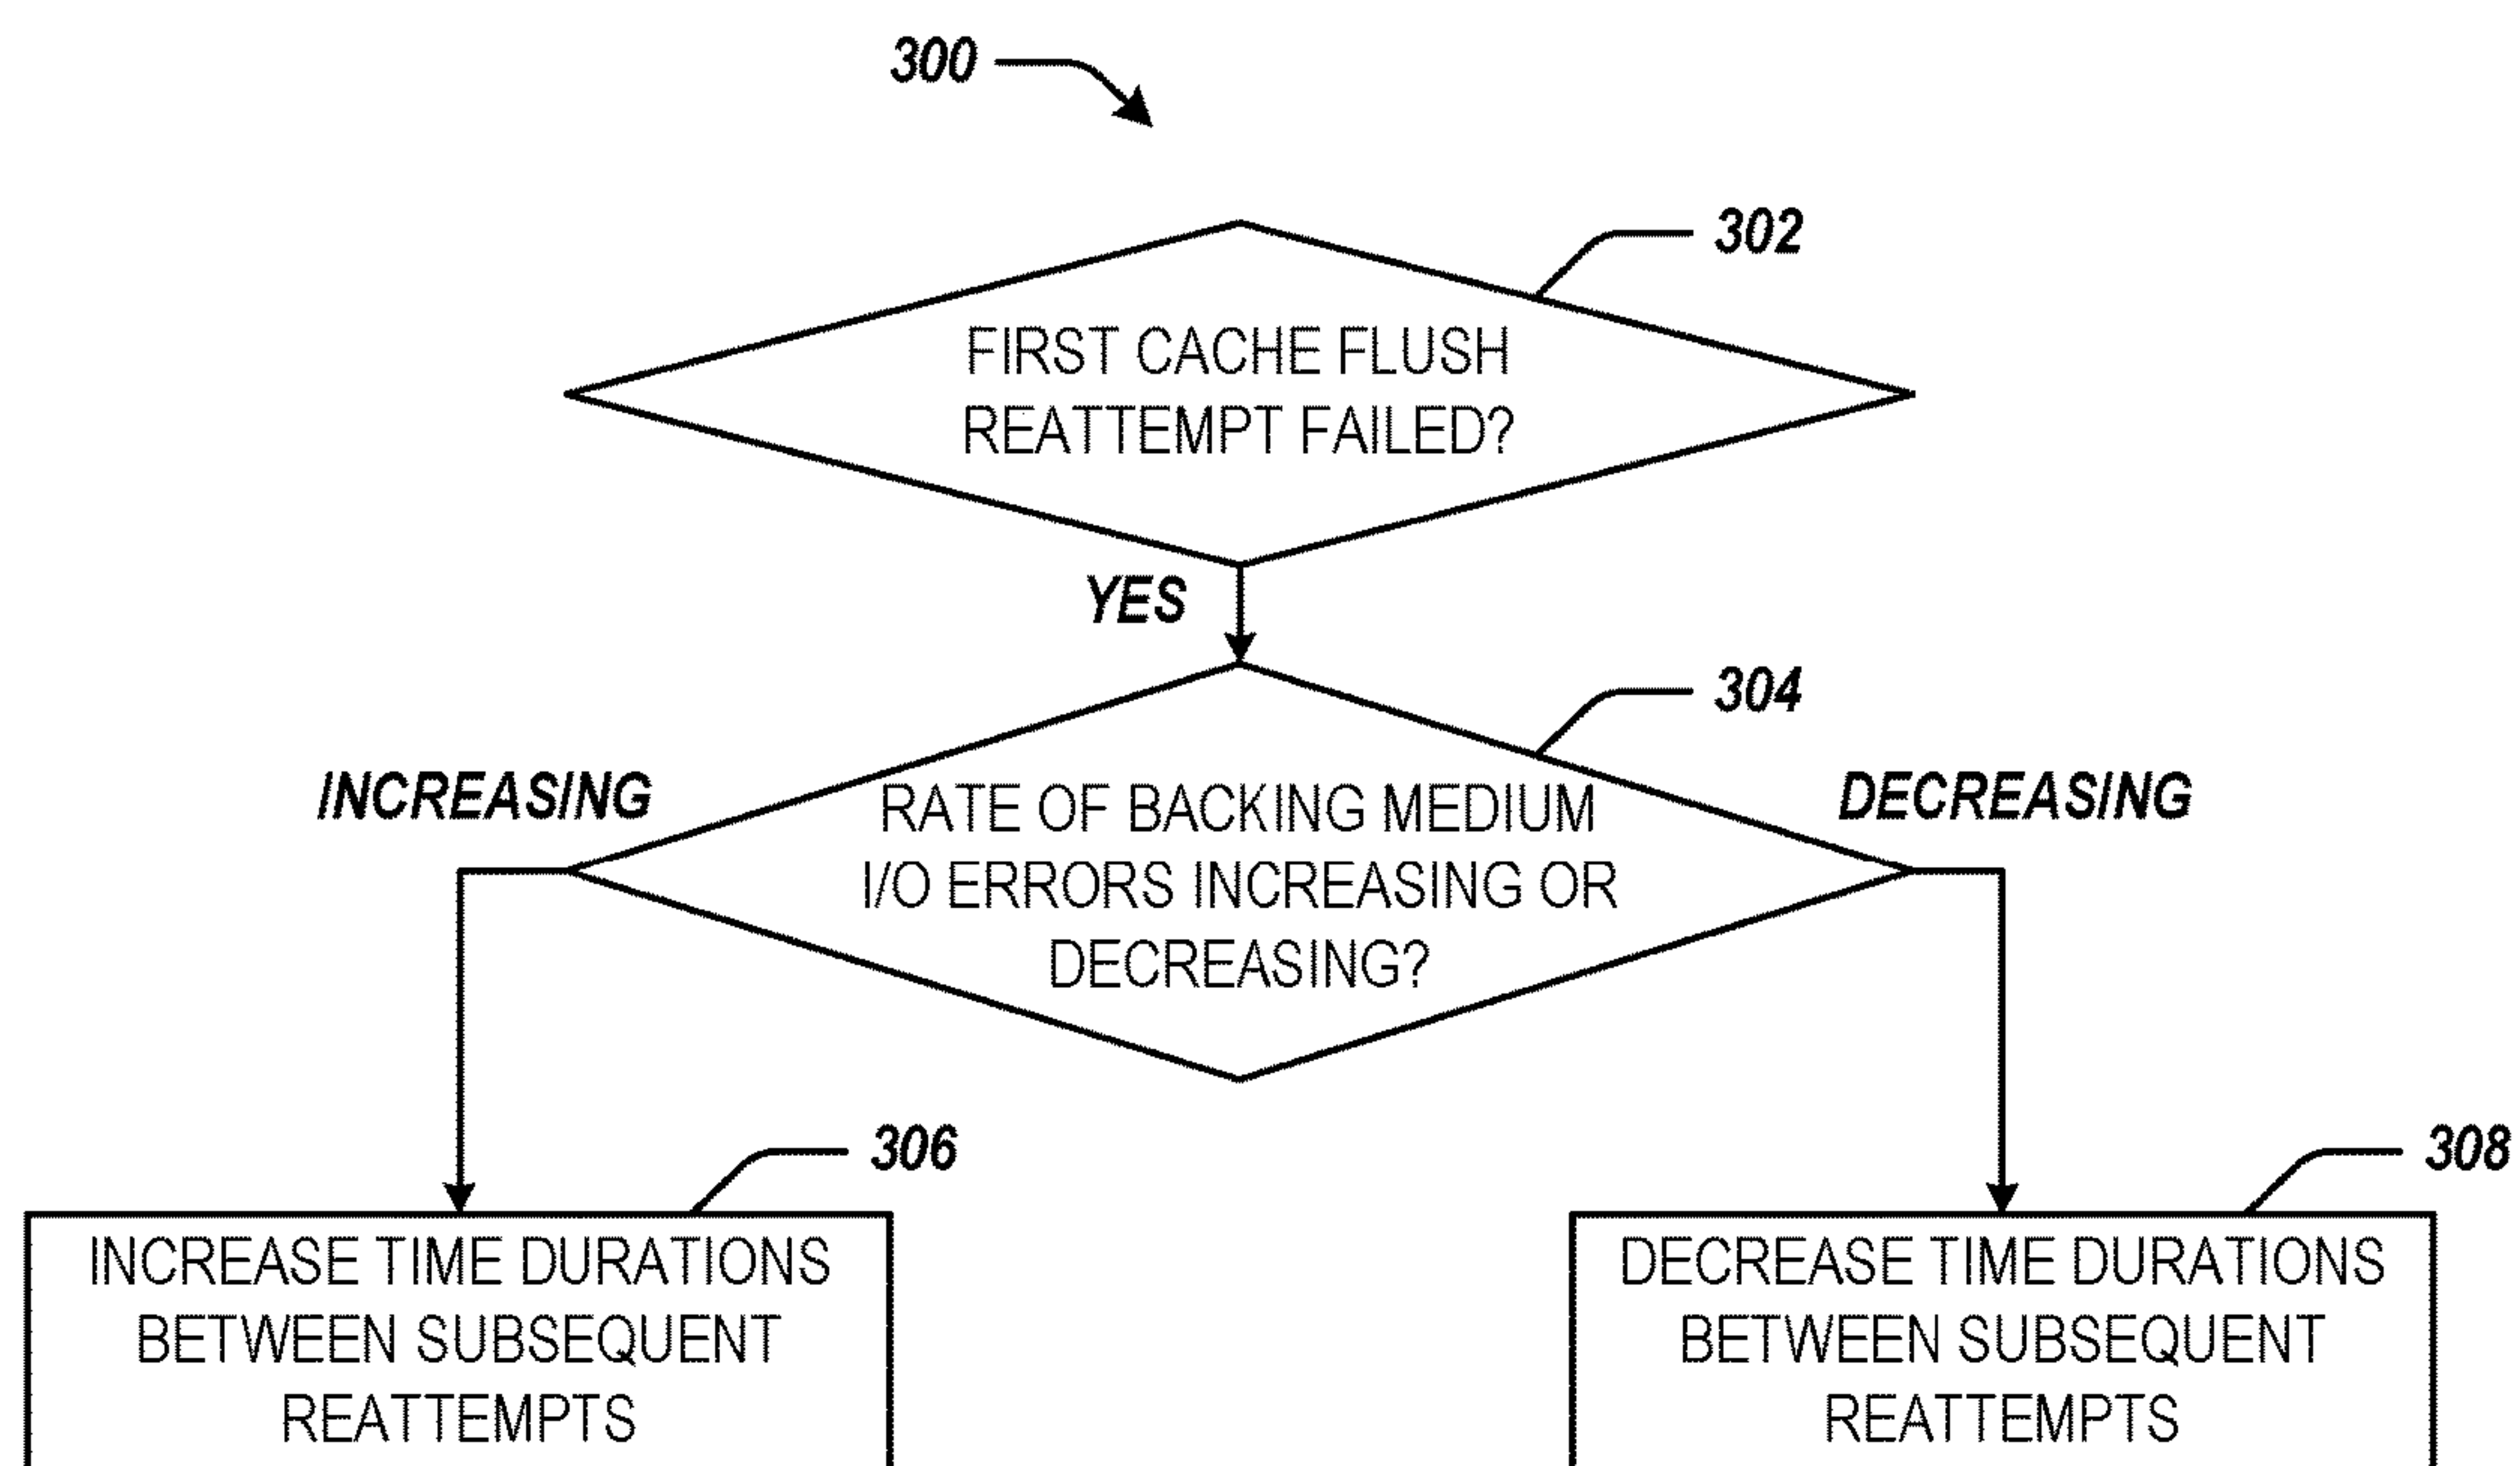 300
302
FIRST CACHE FLUSH
REATTEMPT FAILED?
YES
304
INCREASING
DECREASING
RATE OF BACKING MEDIUM
I/O ERRORS INCREASING OR
DECREASING?
306
308
INCREASE TIME DURATIONS
BETWEEN SUBSEQUENT
REATTEMPTS
DECREASE TIME DURATIONS
BETWEEN SUBSEQUENT
REATTEMPTS